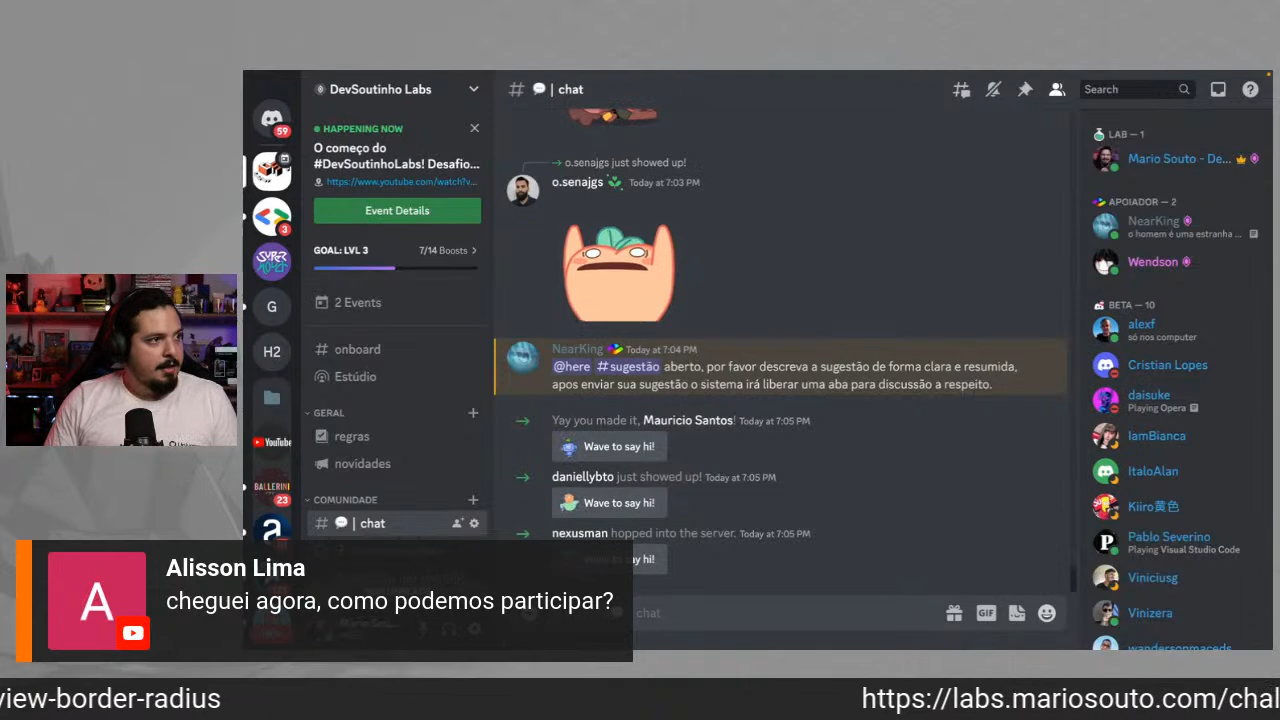 DevSoutinho Labs
HAPPENING NOW
O começo do
#DevSoutinhoLabs! Desafio...
https://www.youtube.com/watch?v...
Event Details
GOAL: LVL 3
7/14 Boosts
2 Events
onboard
Estúdio
GERAL
regras
novidades
COMUNIDADE
| chat
59
3
SUPER
G
H2
YouTube
BALLERINI
23
a
# | chat
Search
o.senajgs just showed up!
o.senajgs Today at 7:03 PM
NearKing Today at 7:04 PM
@here #sugestão aberto, por favor descreva a sugestão de forma clara e resumida,
apos enviar sua sugestão o sistema irá liberar uma aba para discussão a respeito.
Yay you made it, Mauricio Santos! Today at 7:05 PM
Wave to say hi!
daniellybto just showed up! Today at 7:05 PM
Wave to say hi!
nexusman hopped into the server. Today at 7:05 PM
hi!
chat
GIF
LAB — 1
Mario Souto - De...
APOIADOR — 2
NearKing
o homem é uma estranha ...
Wendson
BETA — 10
alexf
só nos computer
Cristian Lopes
daisuke
Playing Opera
IamBianca
ItaloAlan
Kiiro黄色
Pablo Severino
Playing Visual Studio Code
Viniciusg
Vinizera
wandersonmaceds
A
Alisson Lima
cheguei agora, como podemos participar?
view-border-radius
https://labs.mariosouto.com/chal